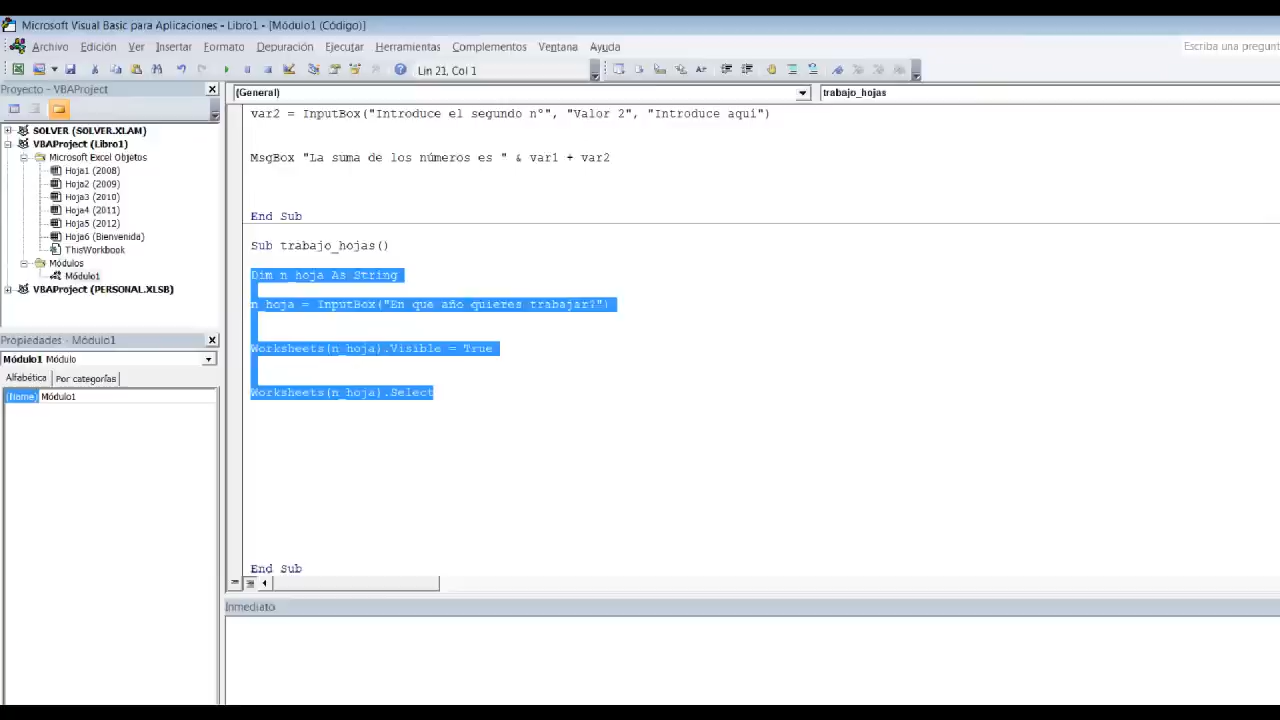 Microsoft Visual Basic para Aplicaciones - Libro1 - [Módulo1 (Código)]
Archivo Edición Ver Insertar Formato Depuración Ejecutar Herramientas Complementos Ventana Ayuda
Escriba una pregunt
Lin 21, Col 1
Proyecto - VBAProject
SOLVER (SOLVER.XLAM)
VBAProject (Libro1)
Microsoft Excel Objetos
Hoja1 (2008)
Hoja2 (2009)
Hoja3 (2010)
Hoja4 (2011)
Hoja5 (2012)
Hoja6 (Bienvenida)
ThisWorkbook
Módulos
Módulo1
VBAProject (PERSONAL.XLSB)
Propiedades - Módulo1
Módulo1 Módulo
Alfabética Por categorías
(Name) Módulo1
(General)
trabajo_hojas
var2 = InputBox("Introduce el segundo nº", "Valor 2", "Introduce aquí")
MsgBox "La suma de los números es " & var1 + var2
End Sub
Sub trabajo_hojas()
Dim n_hoja As String
n_hoja = InputBox("En que año quieres trabajar?")
Worksheets(n_hoja).Visible = True
Worksheets(n_hoja).Select
End Sub
Inmediato